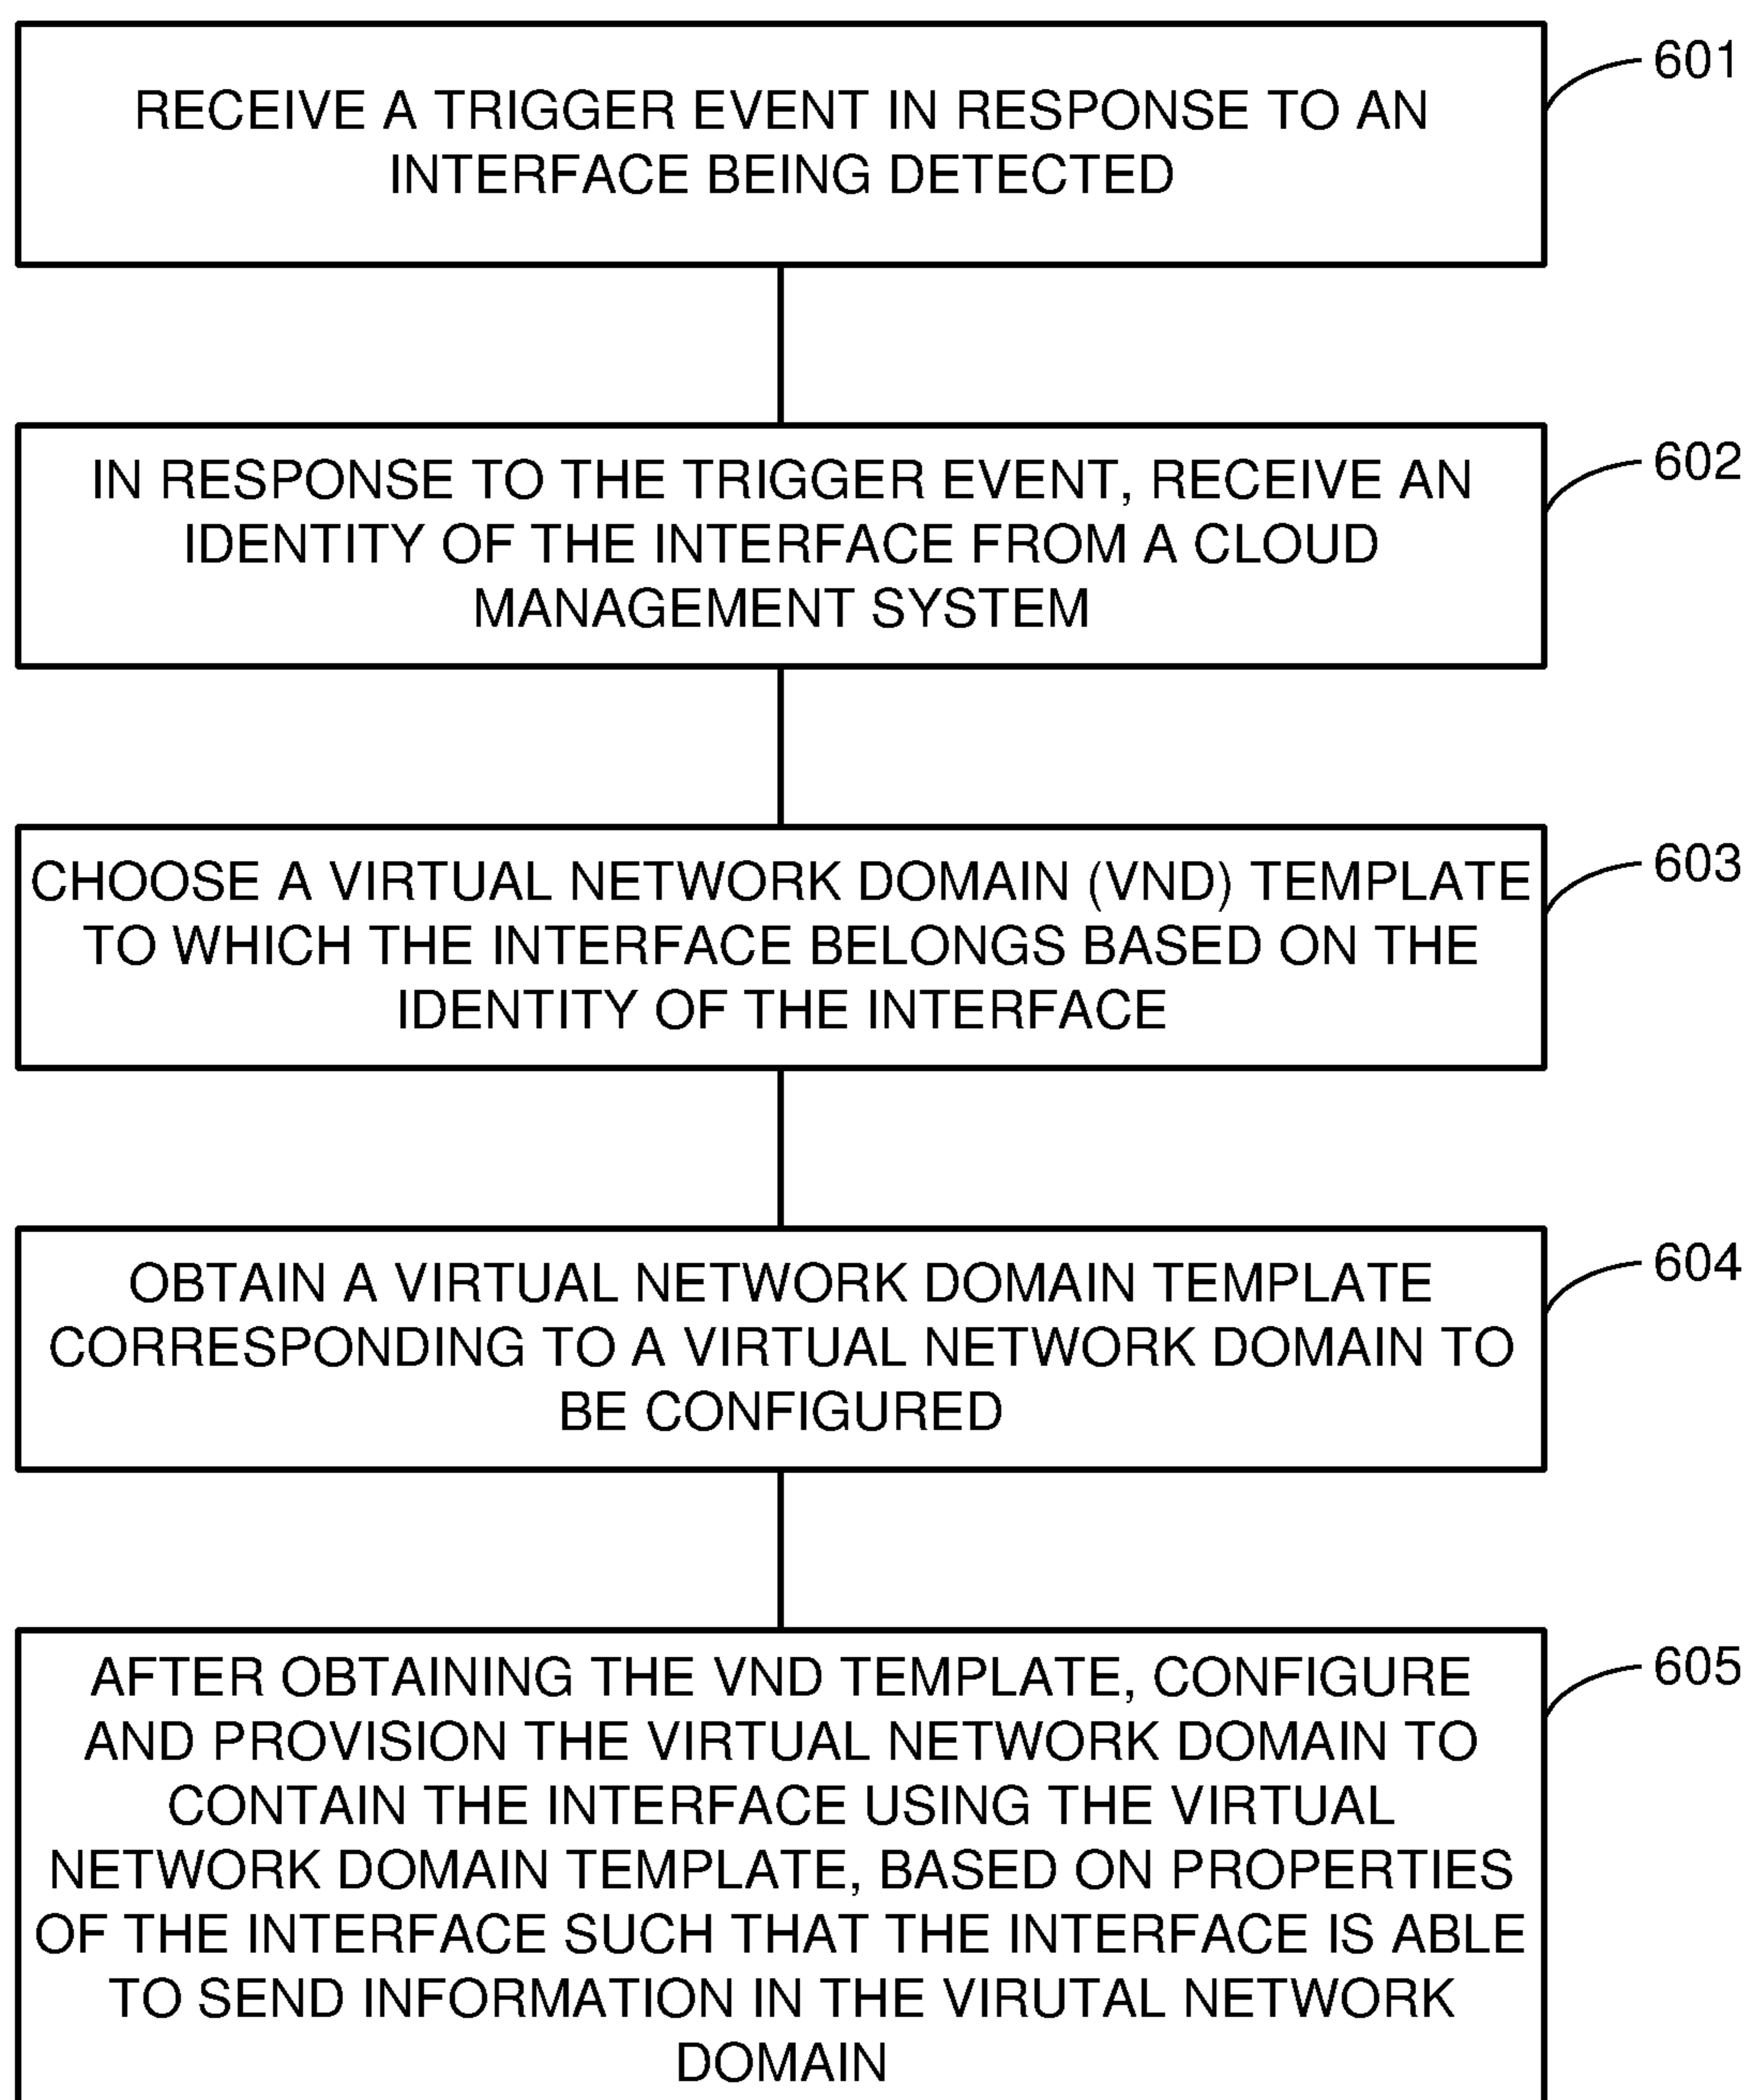 601
RECEIVE A TRIGGER EVENT IN RESPONSE TO AN
INTERFACE BEING DETECTED
602
IN RESPONSE TO THE TRIGGER EVENT, RECEIVE AN
IDENTITY OF THE INTERFACE FROM A CLOUD
MANAGEMENT SYSTEM
603
CHOOSE A VIRTUAL NETWORK DOMAIN (VND) TEMPLATE
TO WHICH THE INTERFACE BELONGS BASED ON THE
IDENTITY OF THE INTERFACE
604
OBTAIN A VIRTUAL NETWORK DOMAIN TEMPLATE
CORRESPONDING TO A VIRTUAL NETWORK DOMAIN TO
BE CONFIGURED
605
AFTER OBTAINING THE VND TEMPLATE, CONFIGURE
AND PROVISION THE VIRTUAL NETWORK DOMAIN TO
CONTAIN THE INTERFACE USING THE VIRTUAL
NETWORK DOMAIN TEMPLATE, BASED ON PROPERTIES
OF THE INTERFACE SUCH THAT THE INTERFACE IS ABLE
TO SEND INFORMATION IN THE VIRUTAL NETWORK
DOMAIN